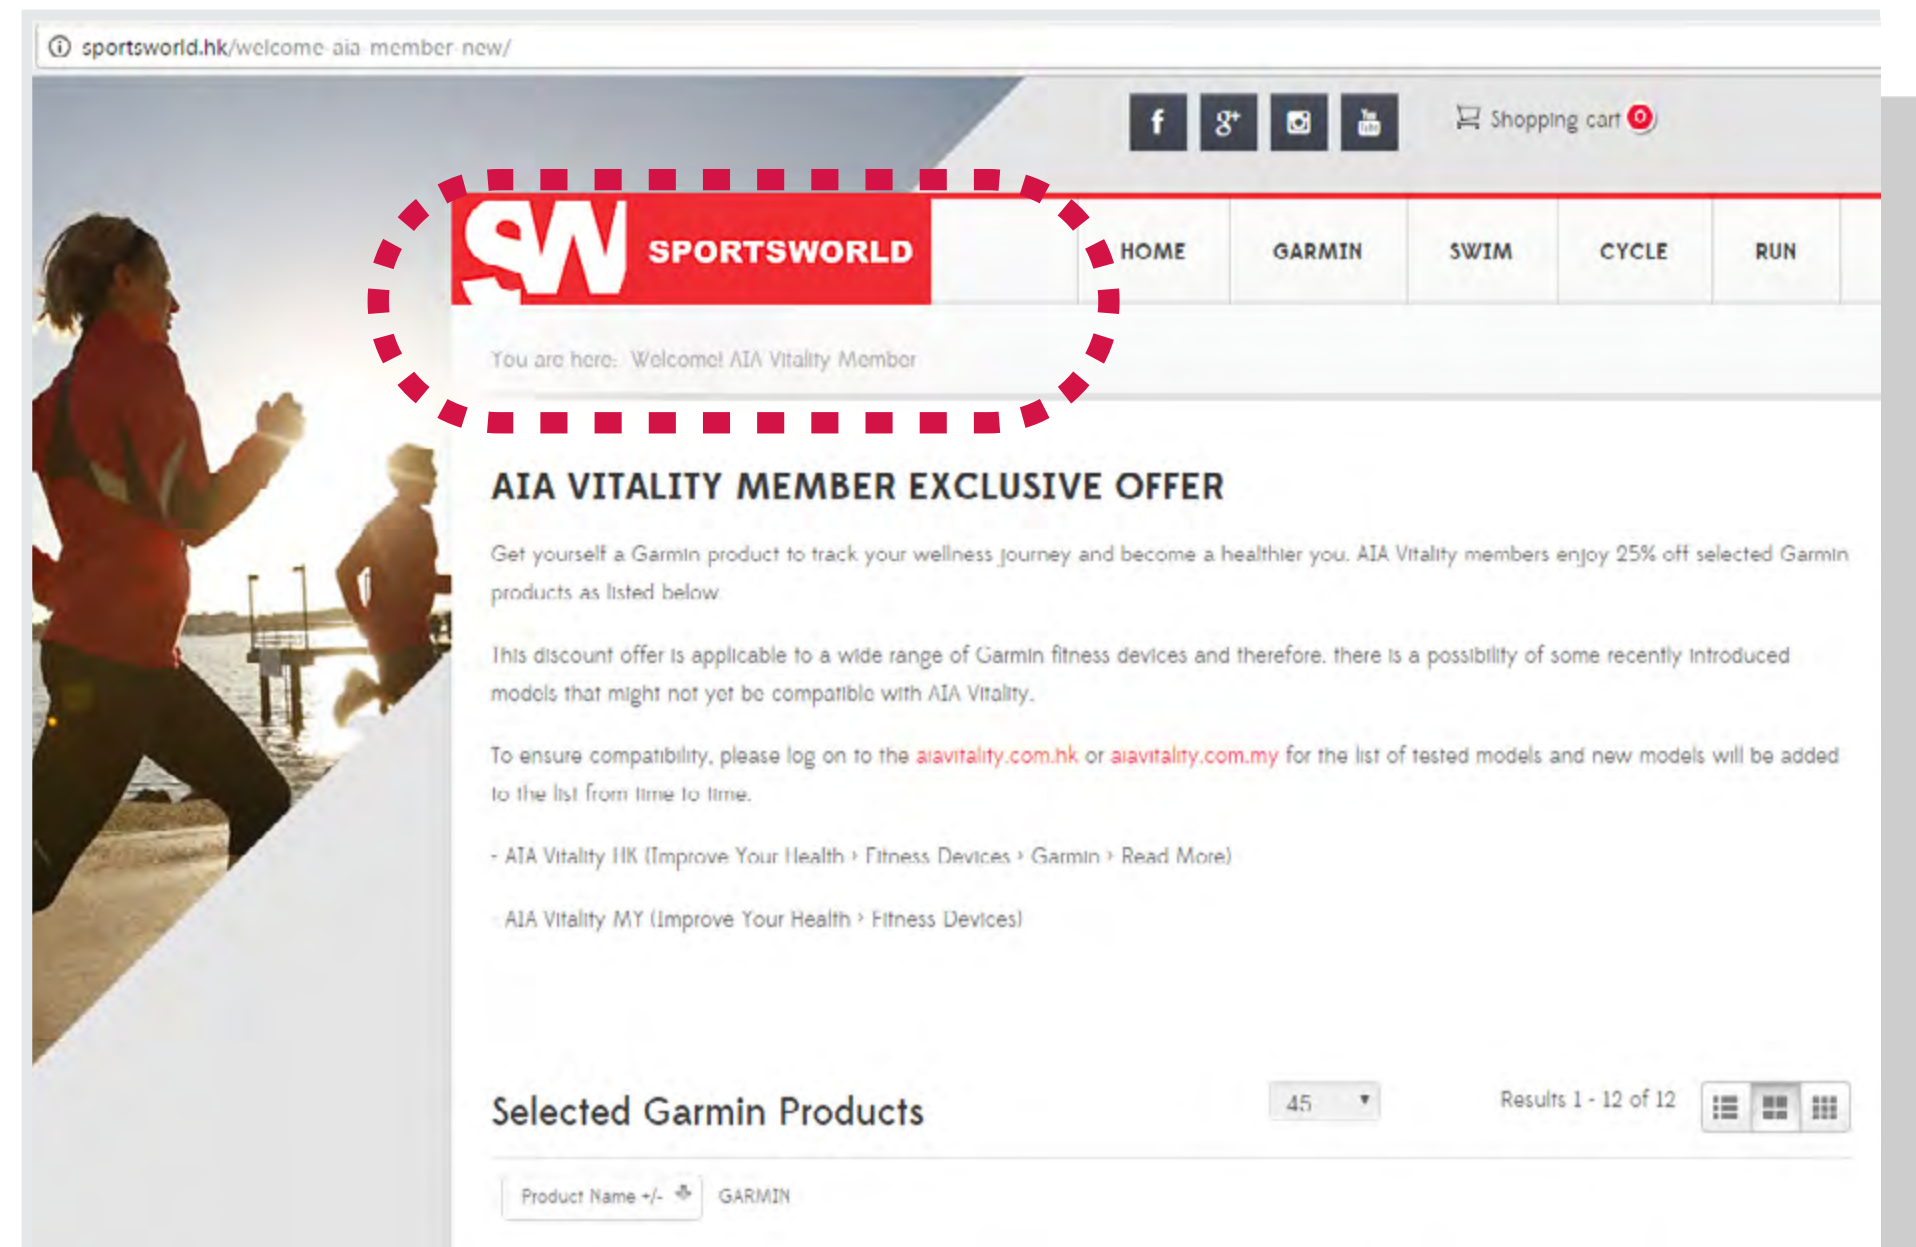 sportsworld.hk/welcome-aia-member-new/
f g+ You Tube Shopping cart 0
SW SPORTSWORLD HOME GARMIN SWIM CYCLE RUN
You are here: Welcome! AIA Vitality Member
AIA VITALITY MEMBER EXCLUSIVE OFFER
Get yourself a Garmin product to track your wellness journey and become a healthier you. AIA Vitality members enjoy 25% off selected Garmin
products as listed below
This discount offer is applicable to a wide range of Garmin fitness devices and therefore, there is a possibility of some recently introduced
models that might not yet be compatible with AIA Vitality.
To ensure compatibility, please log on to the aiavitality.com.hk or aiavitality.com.my for the list of tested models and new models will be added
to the list from time to time.
- AIA Vitality HK (Improve Your Health > Fitness Devices > Garmin > Read More)
- AIA Vitality MY (Improve Your Health > Fitness Devices)
Selected Garmin Products 45 Results 1 - 12 of 12
Product Name +/- GARMIN